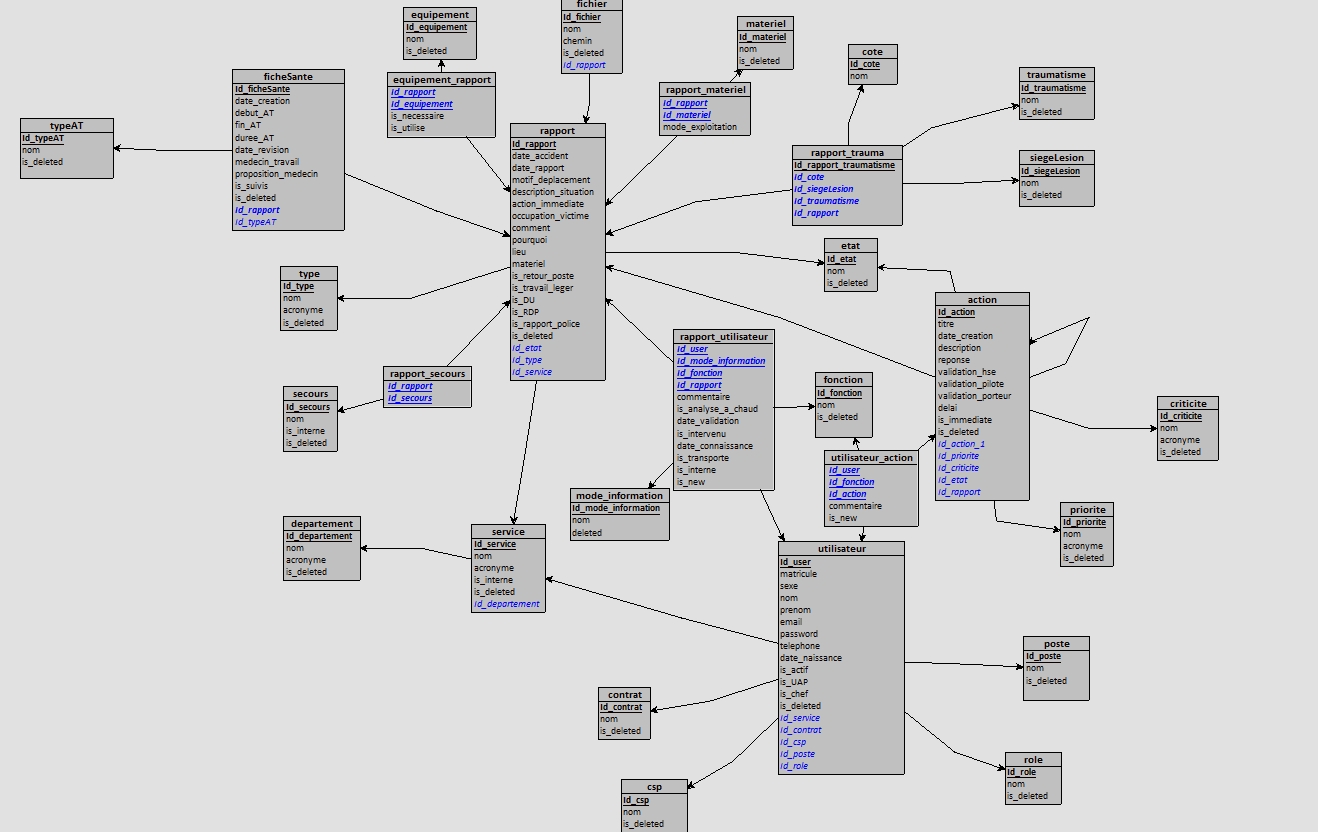 equipement
Id_equipement
nom
is_deleted
fichier
Id_fichier
nom
chemin
is_deleted
Id_rapport
materiel
Id_materiel
nom
is_deleted
cote
Id_cote
nom
traumatisme
Id_traumatisme
nom
is_deleted
ficheSante
Id_ficheSante
date_creation
debut_AT
fin_AT
duree_AT
date_revision
medecin_travail
proposition_medecin
is_suivis
is_deleted
Id_rapport
Id_typeAT
equipement_rapport
Id_rapport
Id_equipement
is_necessaire
is_utilise
rapport_materiel
Id_rapport
Id_materiel
mode_exploitation
typeAT
Id_typeAT
nom
is_deleted
rapport
Id_rapport
date_accident
date_rapport
motif_deplacement
description_situation
action_immediate
occupation_victime
comment
pourquoi
lieu
materiel
is_retour_poste
is_travail_leger
is_DU
is_RDP
is_rapport_police
is_deleted
Id_etat
Id_type
Id_service
rapport_trauma
Id_rapport_traumatisme
Id_cote
Id_siegeLesion
Id_traumatisme
Id_rapport
siegeLesion
Id_siegeLesion
nom
is_deleted
etat
Id_etat
nom
is_deleted
type
Id_type
nom
acronyme
is_deleted
action
Id_action
titre
date_creation
description
reponse
validation_hse
validation_pilote
validation_porteur
delai
is_immediate
is_deleted
Id_action_1
Id_priorite
Id_criticite
Id_etat
Id_rapport
rapport_utilisateur
Id_user
Id_mode_information
Id_fonction
Id_rapport
commentaire
is_analyse_a_chaud
date_validation
is_intervenu
date_connaissance
is_transporte
is_interne
is_new
rapport_secours
Id_rapport
Id_secours
fonction
Id_fonction
nom
is_deleted
secours
Id_secours
nom
is_interne
is_deleted
criticite
Id_criticite
nom
acronyme
is_deleted
utilisateur_action
Id_user
Id_fonction
Id_action
commentaire
is_new
mode_information
Id_mode_information
nom
deleted
priorite
Id_priorite
nom
acronyme
is_deleted
departement
Id_departement
nom
acronyme
is_deleted
service
Id_service
nom
acronyme
is_interne
is_deleted
Id_departement
utilisateur
Id_user
matricule
sexe
nom
prenom
email
password
telephone
date_naissance
is_actif
is_UAP
is_chef
is_deleted
Id_service
Id_contrat
Id_csp
Id_poste
Id_role
poste
Id_poste
nom
is_deleted
contrat
Id_contrat
nom
is_deleted
role
Id_role
nom
is_deleted
csp
Id_csp
nom
is_deleted